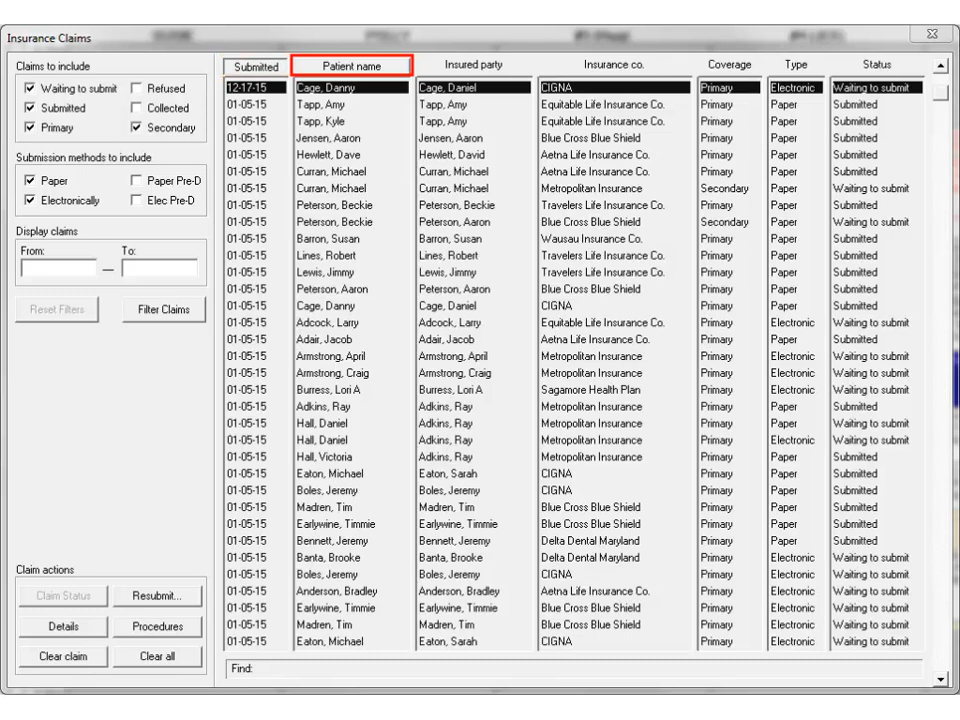 Insurance Claims
Claims to include
Waiting to submit Refused
Submitted Collected
Primary Secondary
Submission methods to include
Paper Paper Pre-D
Electronically Elec Pre-D
Display claims
From: To:
—
Reset Filters Filter Claims
Claim actions
Claim Status Resubmit...
Details Procedures
Clear claim Clear all
Submitted Patient name Insured party Insurance co. Coverage Type Status
12-17-15 Cage, Danny Cage, Daniel CIGNA Primary Electronic Waiting to submit
01-05-15 Tapp, Amy Tapp, Amy Equitable Life Insurance Co. Primary Paper Submitted
01-05-15 Tapp, Kyle Tapp, Amy Equitable Life Insurance Co. Primary Paper Submitted
01-05-15 Jensen, Aaron Jensen, Aaron Blue Cross Blue Shield Primary Paper Submitted
01-05-15 Hewlett, Dave Hewlett, David Aetna Life Insurance Co. Primary Paper Submitted
01-05-15 Curran, Michael Curran, Michael Aetna Life Insurance Co. Primary Paper Submitted
01-05-15 Curran, Michael Curran, Michael Metropolitan Insurance Secondary Paper Waiting to submit
01-05-15 Peterson, Beckie Peterson, Beckie Travelers Life Insurance Co. Primary Paper Submitted
01-05-15 Peterson, Beckie Peterson, Aaron Blue Cross Blue Shield Secondary Paper Waiting to submit
01-05-15 Barron, Susan Barron, Susan Wausau Insurance Co. Primary Paper Submitted
01-05-15 Lines, Robert Lines, Robert Travelers Life Insurance Co. Primary Paper Submitted
01-05-15 Lewis, Jimmy Lewis, Jimmy Travelers Life Insurance Co. Primary Paper Submitted
01-05-15 Peterson, Aaron Peterson, Aaron Blue Cross Blue Shield Primary Paper Submitted
01-05-15 Cage, Danny Cage, Daniel CIGNA Primary Paper Submitted
01-05-15 Adcock, Larry Adcock, Larry Equitable Life Insurance Co. Primary Electronic Waiting to submit
01-05-15 Adair, Jacob Adair, Jacob Aetna Life Insurance Co. Primary Paper Submitted
01-05-15 Armstrong, April Armstrong, April Metropolitan Insurance Primary Electronic Waiting to submit
01-05-15 Armstrong, Craig Armstrong, Craig Metropolitan Insurance Primary Electronic Waiting to submit
01-05-15 Burress, Lori A Burress, Lori A Sagamore Health Plan Primary Electronic Waiting to submit
01-05-15 Adkins, Ray Adkins, Ray Metropolitan Insurance Primary Paper Submitted
01-05-15 Hall, Daniel Adkins, Ray Metropolitan Insurance Primary Paper Waiting to submit
01-05-15 Hall, Daniel Adkins, Ray Metropolitan Insurance Primary Electronic Waiting to submit
01-05-15 Hall, Victoria Adkins, Ray Metropolitan Insurance Primary Paper Submitted
01-05-15 Eaton, Michael Eaton, Sarah CIGNA Primary Paper Submitted
01-05-15 Boles, Jeremy Boles, Jeremy CIGNA Primary Paper Submitted
01-05-15 Madren, Tim Madren, Tim Blue Cross Blue Shield Primary Paper Submitted
01-05-15 Earlywine, Timmie Earlywine, Timmie Blue Cross Blue Shield Primary Paper Submitted
01-05-15 Bennett, Jeremy Bennett, Jeremy Delta Dental Maryland Primary Paper Submitted
01-05-15 Banta, Brooke Banta, Brooke Delta Dental Maryland Primary Electronic Waiting to submit
01-05-15 Boles, Jeremy Boles, Jeremy CIGNA Primary Electronic Waiting to submit
01-05-15 Anderson, Bradley Anderson, Bradley Aetna Life Insurance Co. Primary Electronic Waiting to submit
01-05-15 Earlywine, Timmie Earlywine, Timmie Blue Cross Blue Shield Primary Electronic Waiting to submit
01-05-15 Madren, Tim Madren, Tim Blue Cross Blue Shield Primary Electronic Waiting to submit
01-05-15 Eaton, Michael Eaton, Sarah CIGNA Primary Electronic Waiting to submit
Find: